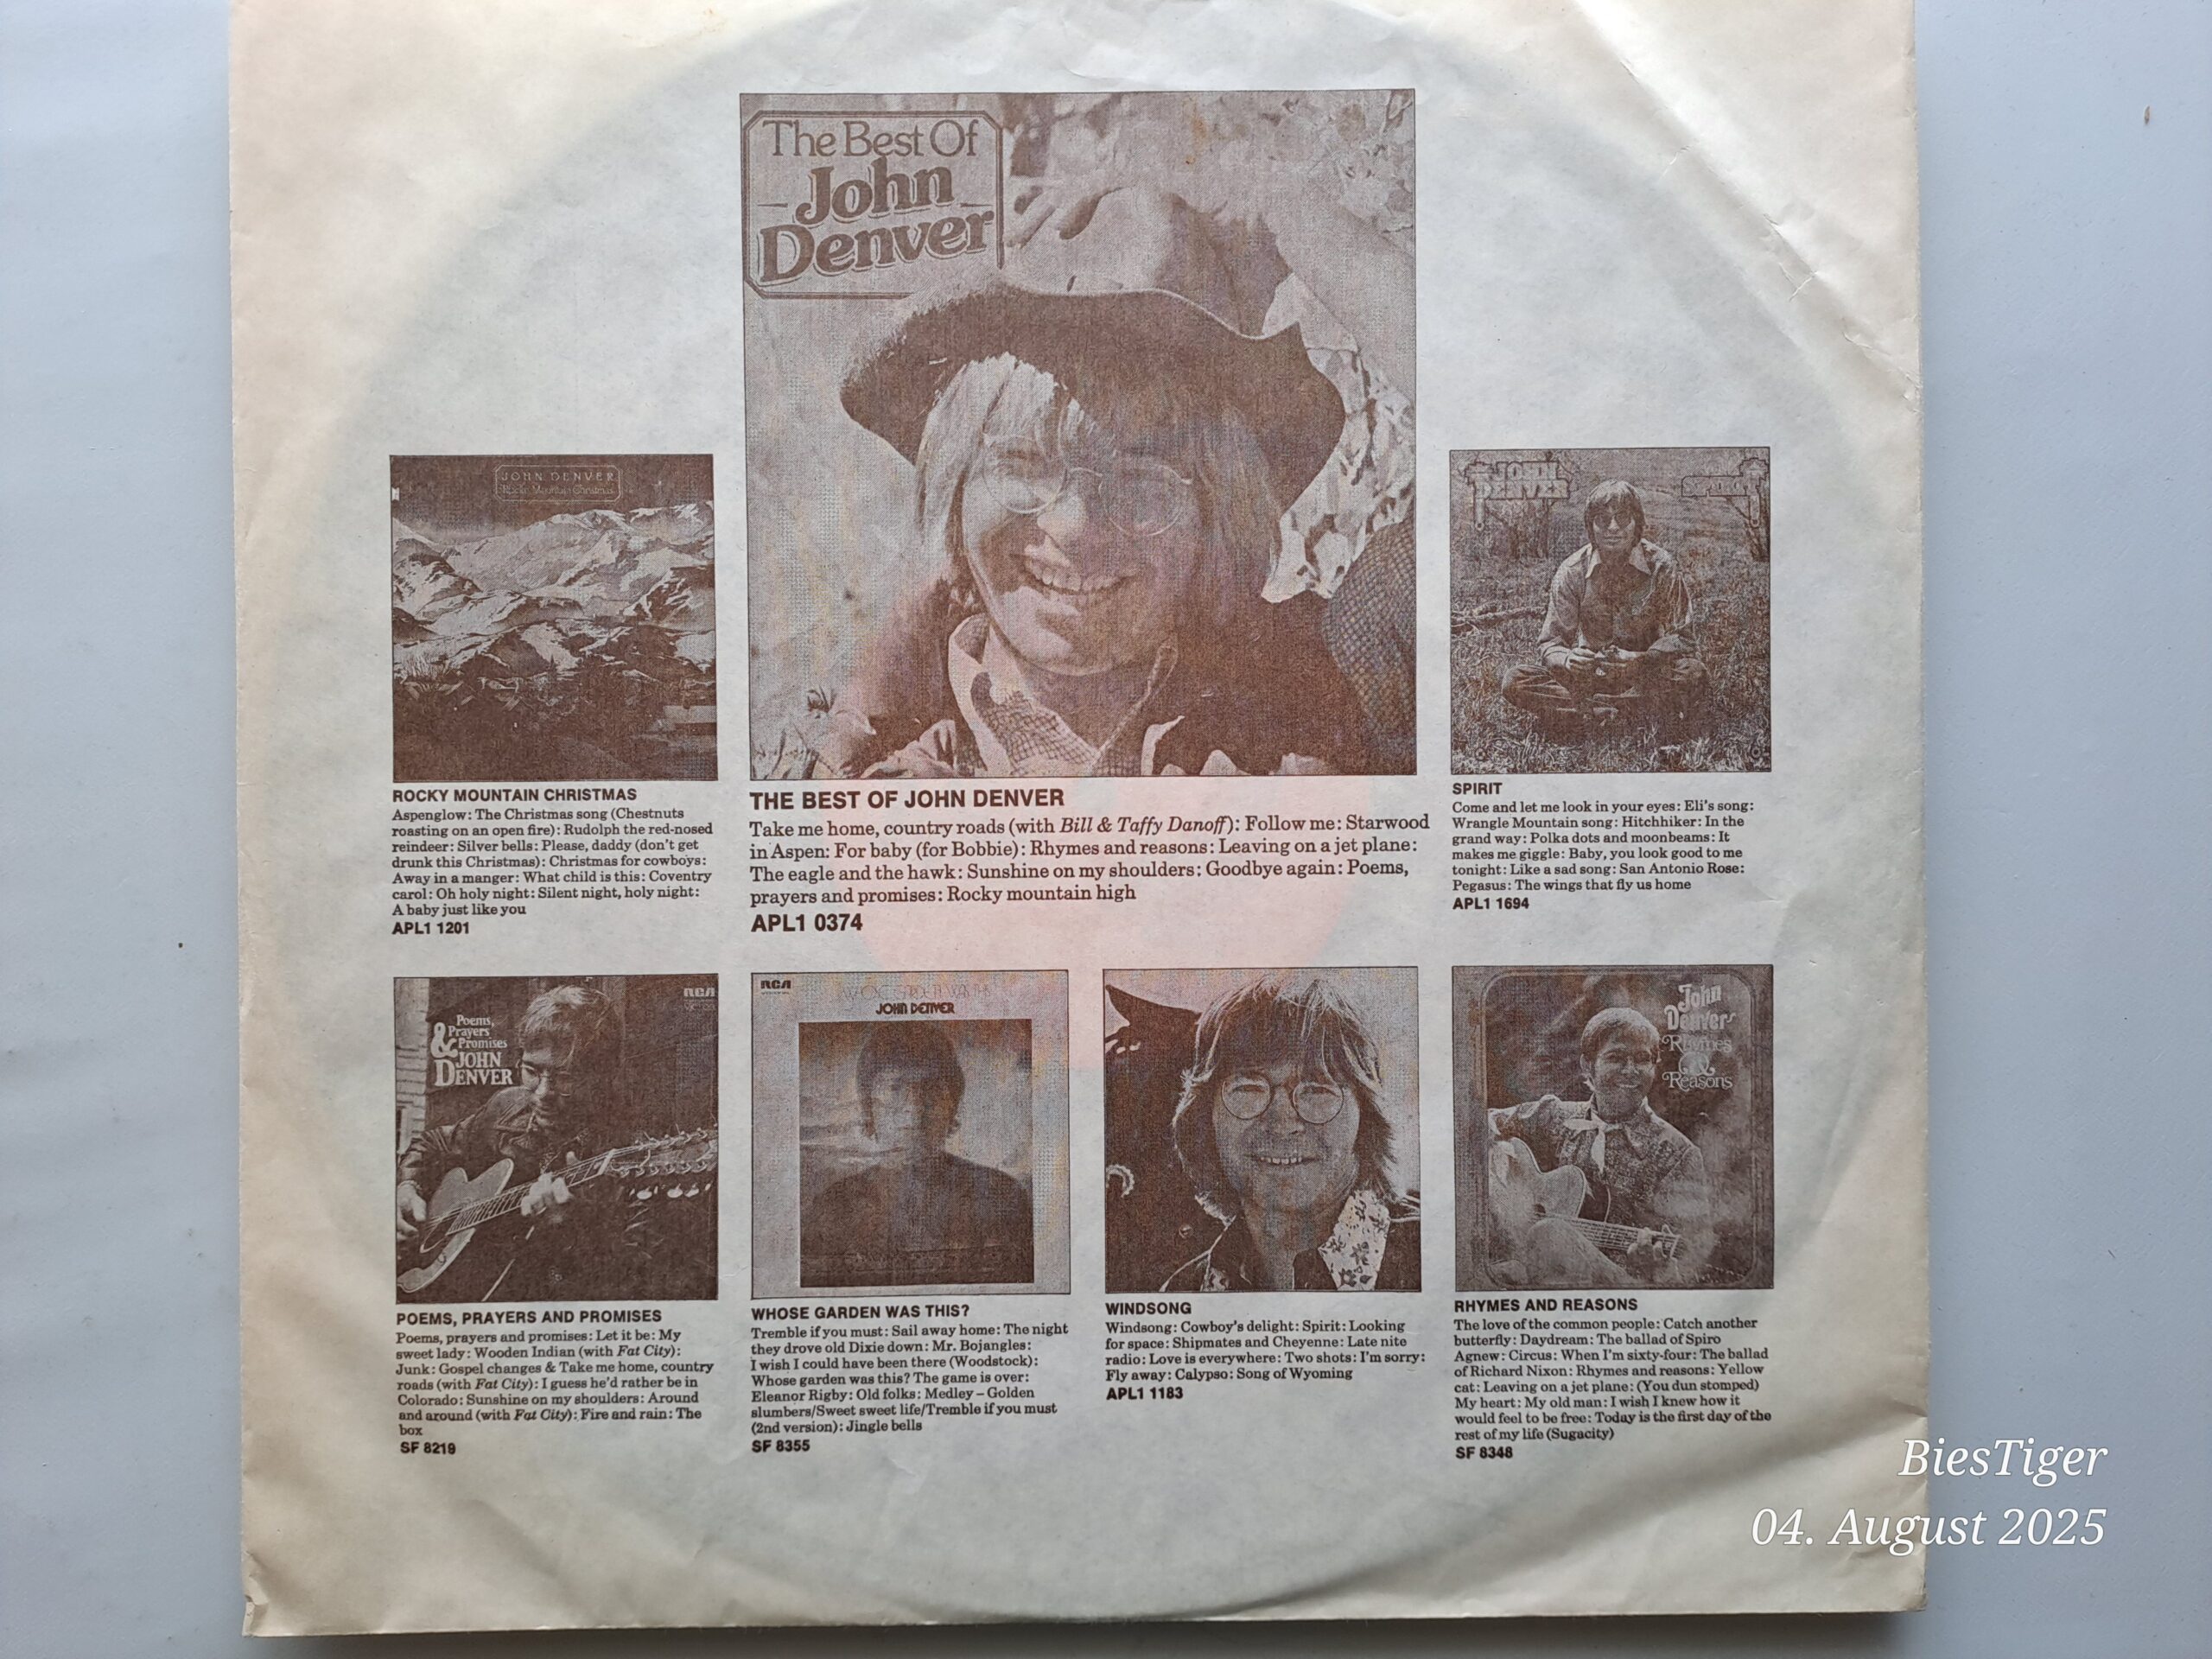 The Best Of
John
Denver
JOHN DENVER
Rocky Mountain Christmas
JOHN
DENVER
SPIRIT
ROCKY MOUNTAIN CHRISTMAS
Aspenglow: The Christmas song (Chestnuts
roasting on an open fire): Rudolph the red-nosed
reindeer: Silver bells: Please, daddy (don't get
drunk this Christmas): Christmas for cowboys:
Away in a manger: What child is this: Coventry
carol: Oh holy night: Silent night, holy night:
A baby just like you
APL1 1201
THE BEST OF JOHN DENVER
Take me home, country roads (with Bill & Taffy Danoff): Follow me: Starwood
in Aspen: For baby (for Bobbie): Rhymes and reasons: Leaving on a jet plane:
The eagle and the hawk: Sunshine on my shoulders: Goodbye again: Poems,
prayers and promises: Rocky mountain high
APL1 0374
SPIRIT
Come and let me look in your eyes: Eli's song:
Wrangle Mountain song: Hitchhiker: In the
grand way: Polka dots and moonbeams: It
makes me giggle: Baby, you look good to me
tonight: Like a sad song: San Antonio Rose:
Pegasus: The wings that fly us home
APL1 1694
Poems,
Prayers
& Promises
JOHN
DENVER
RCA
RCA
WHOSE GARDEN WAS THIS
JOHN DENVER
John
Denver
Rhymes
&
Reasons
POEMS, PRAYERS AND PROMISES
Poems, prayers and promises: Let it be: My
sweet lady: Wooden Indian (with Fat City):
Junk: Gospel changes & Take me home, country
roads (with Fat City): I guess he'd rather be in
Colorado: Sunshine on my shoulders: Around
and around (with Fat City): Fire and rain: The
box
SF 8219
WHOSE GARDEN WAS THIS?
Tremble if you must: Sail away home: The night
they drove old Dixie down: Mr. Bojangles:
I wish I could have been there (Woodstock):
Whose garden was this? The game is over:
Eleanor Rigby: Old folks: Medley – Golden
slumbers/Sweet sweet life/Tremble if you must
(2nd version): Jingle bells
SF 8355
WINDSONG
Windsong: Cowboy's delight: Spirit: Looking
for space: Shipmates and Cheyenne: Late nite
radio: Love is everywhere: Two shots: I'm sorry:
Fly away: Calypso: Song of Wyoming
APL1 1183
RHYMES AND REASONS
The love of the common people: Catch another
butterfly: Daydream: The ballad of Spiro
Agnew: Circus: When I'm sixty-four: The ballad
of Richard Nixon: Rhymes and reasons: Yellow
cat: Leaving on a jet plane: (You dun stomped)
My heart: My old man: I wish I knew how it
would feel to be free: Today is the first day of the
rest of my life (Sugacity)
SF 8348
BiesTiger
04. August 2025